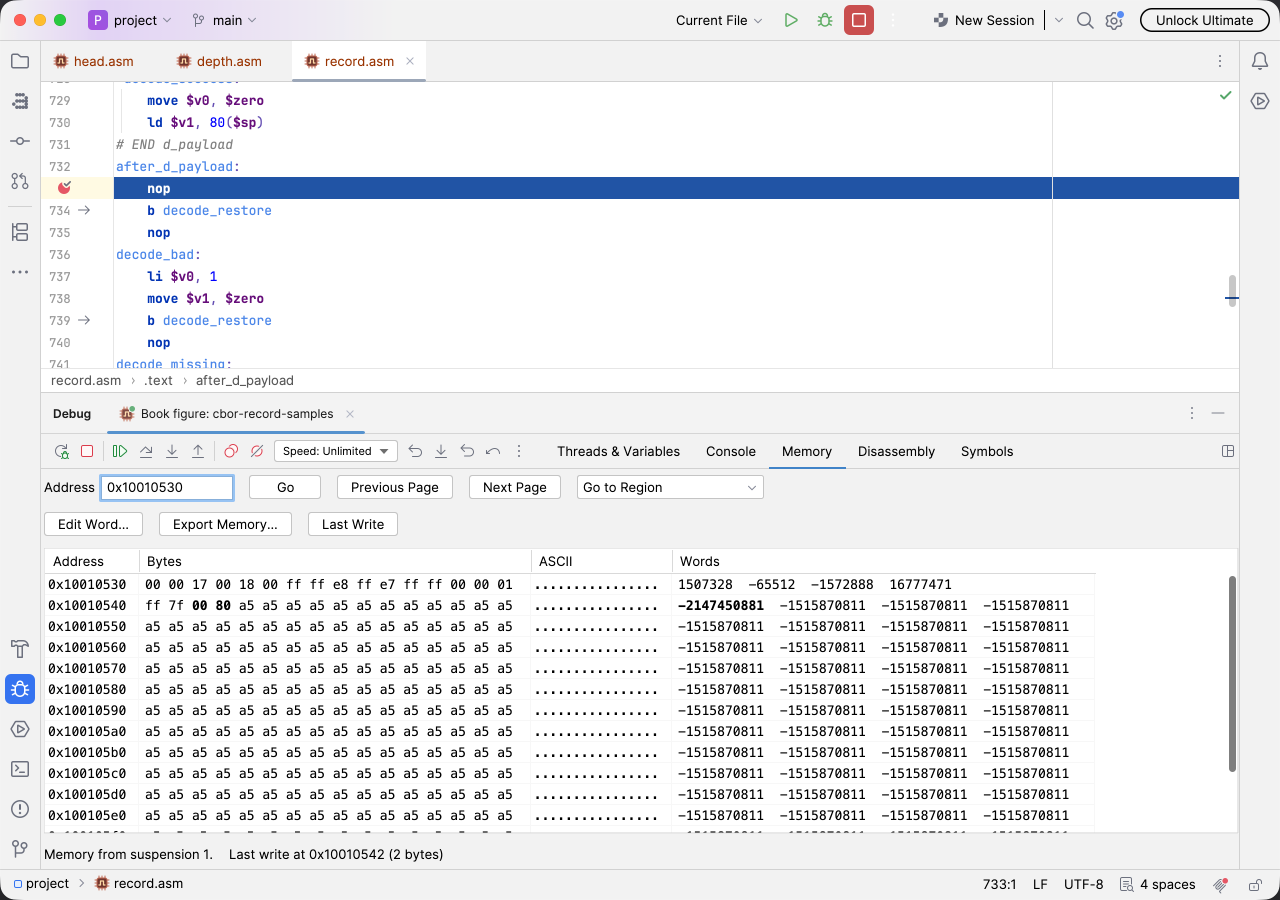 P project main Current File New Session Unlock Ultimate
head.asm depth.asm record.asm
729 move $v0, $zero
730 ld $v1, 80($sp)
731 # END d_payload
732 after_d_payload:
nop
734 b decode_restore
735 nop
736 decode_bad:
737 li $v0, 1
738 move $v1, $zero
739 b decode_restore
740 nop
741 decode_missing:
record.asm › .text › after_d_payload
Debug Book figure: cbor-record-samples
Speed: Unlimited Threads & Variables Console Memory Disassembly Symbols
Address 0x10010530 Go Previous Page Next Page Go to Region
Edit Word... Export Memory... Last Write
Address Bytes ASCII Words
0x10010530 00 00 17 00 18 00 ff ff e8 ff e7 ff ff 00 00 01 ................ 1507328 -65512 -1572888 16777471
0x10010540 ff 7f 00 80 a5 a5 a5 a5 a5 a5 a5 a5 a5 a5 a5 a5 ................ -2147450881 -1515870811 -1515870811 -1515870811
0x10010550 a5 a5 a5 a5 a5 a5 a5 a5 a5 a5 a5 a5 a5 a5 a5 a5 ................ -1515870811 -1515870811 -1515870811 -1515870811
0x10010560 a5 a5 a5 a5 a5 a5 a5 a5 a5 a5 a5 a5 a5 a5 a5 a5 ................ -1515870811 -1515870811 -1515870811 -1515870811
0x10010570 a5 a5 a5 a5 a5 a5 a5 a5 a5 a5 a5 a5 a5 a5 a5 a5 ................ -1515870811 -1515870811 -1515870811 -1515870811
0x10010580 a5 a5 a5 a5 a5 a5 a5 a5 a5 a5 a5 a5 a5 a5 a5 a5 ................ -1515870811 -1515870811 -1515870811 -1515870811
0x10010590 a5 a5 a5 a5 a5 a5 a5 a5 a5 a5 a5 a5 a5 a5 a5 a5 ................ -1515870811 -1515870811 -1515870811 -1515870811
0x100105a0 a5 a5 a5 a5 a5 a5 a5 a5 a5 a5 a5 a5 a5 a5 a5 a5 ................ -1515870811 -1515870811 -1515870811 -1515870811
0x100105b0 a5 a5 a5 a5 a5 a5 a5 a5 a5 a5 a5 a5 a5 a5 a5 a5 ................ -1515870811 -1515870811 -1515870811 -1515870811
0x100105c0 a5 a5 a5 a5 a5 a5 a5 a5 a5 a5 a5 a5 a5 a5 a5 a5 ................ -1515870811 -1515870811 -1515870811 -1515870811
0x100105d0 a5 a5 a5 a5 a5 a5 a5 a5 a5 a5 a5 a5 a5 a5 a5 a5 ................ -1515870811 -1515870811 -1515870811 -1515870811
0x100105e0 a5 a5 a5 a5 a5 a5 a5 a5 a5 a5 a5 a5 a5 a5 a5 a5 ................ -1515870811 -1515870811 -1515870811 -1515870811
Memory from suspension 1. Last write at 0x10010542 (2 bytes)
project › record.asm 733:1 LF UTF-8 4 spaces